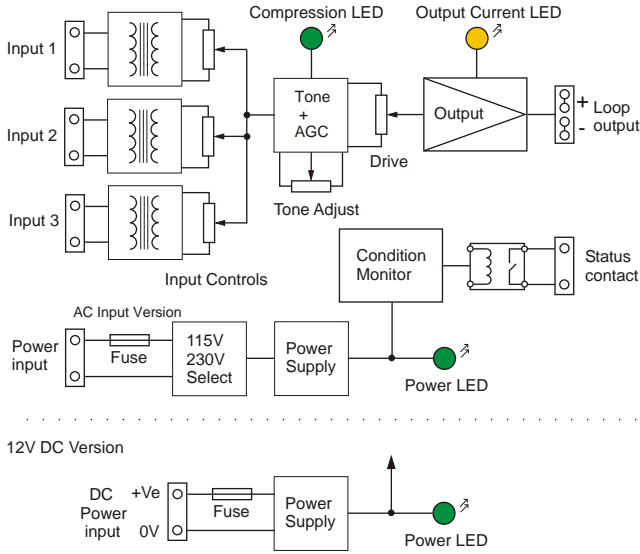 Compression LED
Output Current LED
Input 1
Input 2
Input 3
Tone
+
AGC
Drive
Tone Adjust
Input Controls
Output
+
-
Loop
output
Condition
Monitor
Status
contact
AC Input Version
Power
input
Fuse
115V
230V
Select
Power
Supply
Power LED
12V DC Version
DC
Power
input
+Ve
0V
Fuse
Power
Supply
Power LED